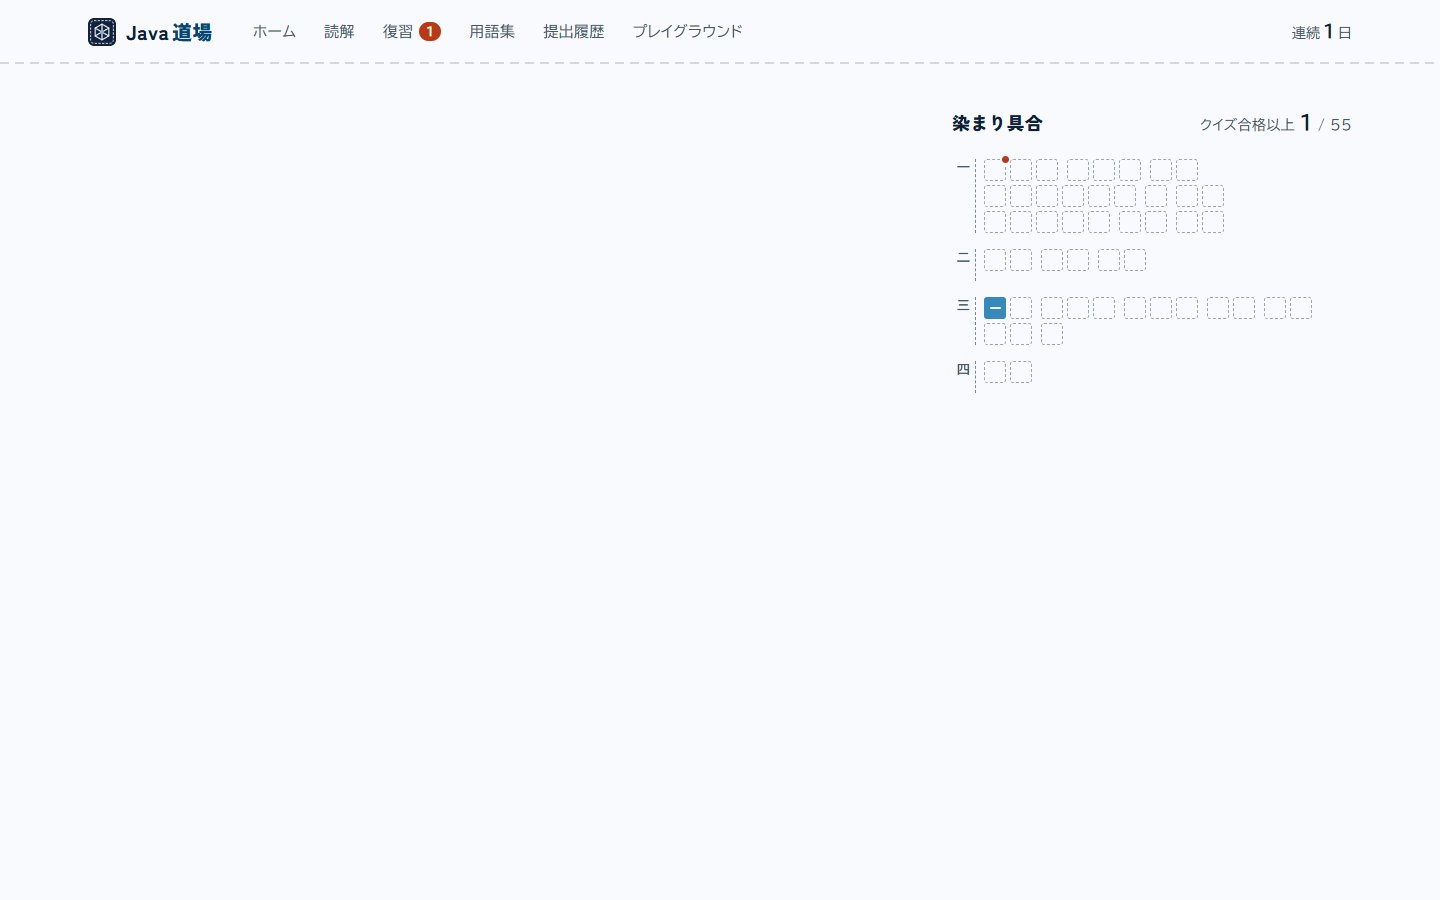 Java 道場
ホーム
読解
復習 1
用語集
提出履歴
プレイグラウンド
連続 1 日
染まり具合
クイズ合格以上 1 / 55
一
二
三
一
四